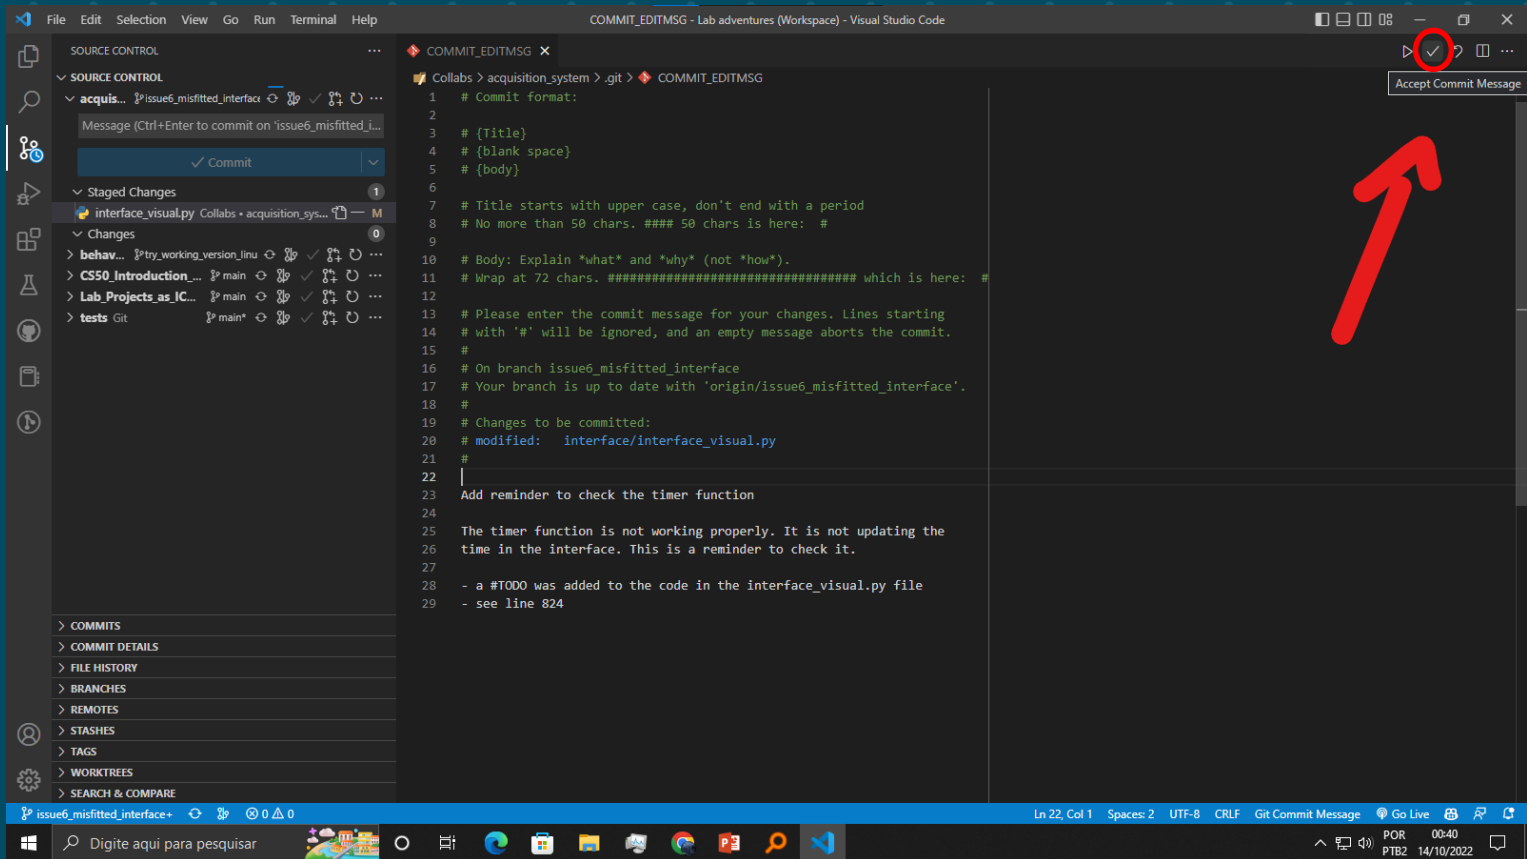 File Edit Selection View Go Run Terminal Help
COMMIT_EDITMSG - Lab adventures (Workspace) - Visual Studio Code
SOURCE CONTROL
SOURCE CONTROL
acquis... issue6_misfitted_interface
Message (Ctrl+Enter to commit on 'issue6_misfitted_i...
Commit
Staged Changes 1
interface_visual.py Collabs • acquisition_sys... M
Changes 0
behav... try_working_version_linu
CS50_Introduction_... main
Lab_Projects_as_IC... main
tests Git main*
COMMITS
COMMIT DETAILS
FILE HISTORY
BRANCHES
REMOTES
STASHES
TAGS
WORKTREES
SEARCH & COMPARE
COMMIT_EDITMSG
Collabs > acquisition_system > .git > COMMIT_EDITMSG
Accept Commit Message
1 # Commit format:
2
3 # {Title}
4 # {blank space}
5 # {body}
6
7 # Title starts with upper case, don't end with a period
8 # No more than 50 chars. #### 50 chars is here:  #
9
10 # Body: Explain *what* and *why* (not *how*).
11 # Wrap at 72 chars. ################################## which is here:  #
12
13 # Please enter the commit message for your changes. Lines starting
14 # with '#' will be ignored, and an empty message aborts the commit.
15 #
16 # On branch issue6_misfitted_interface
17 # Your branch is up to date with 'origin/issue6_misfitted_interface'.
18 #
19 # Changes to be committed:
20 # modified:   interface/interface_visual.py
21 #
22
23 Add reminder to check the timer function
24
25 The timer function is not working properly. It is not updating the
26 time in the interface. This is a reminder to check it.
27
28 - a #TODO was added to the code in the interface_visual.py file
29 - see line 824
issue6_misfitted_interface+ 0 0 Ln 22, Col 1 Spaces: 2 UTF-8 CRLF Git Commit Message Go Live
Digite aqui para pesquisar
POR 00:40
PTB2 14/10/2022